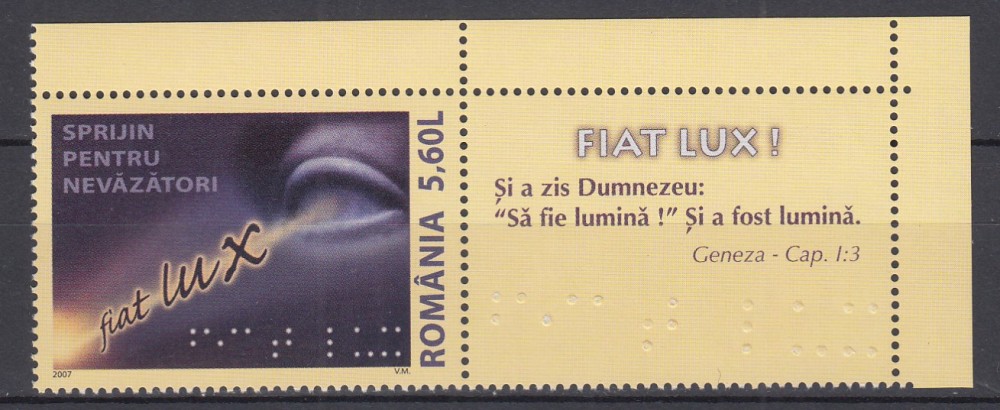 SPRIJIN
PENTRU
NEVĂZĂTORI
fiat lux
ROMÂNIA 5,60L
2007
V.M.
FIAT LUX !
Și a zis Dumnezeu:
“Să fie lumină !” Și a fost lumină.
Geneza - Cap. I:3